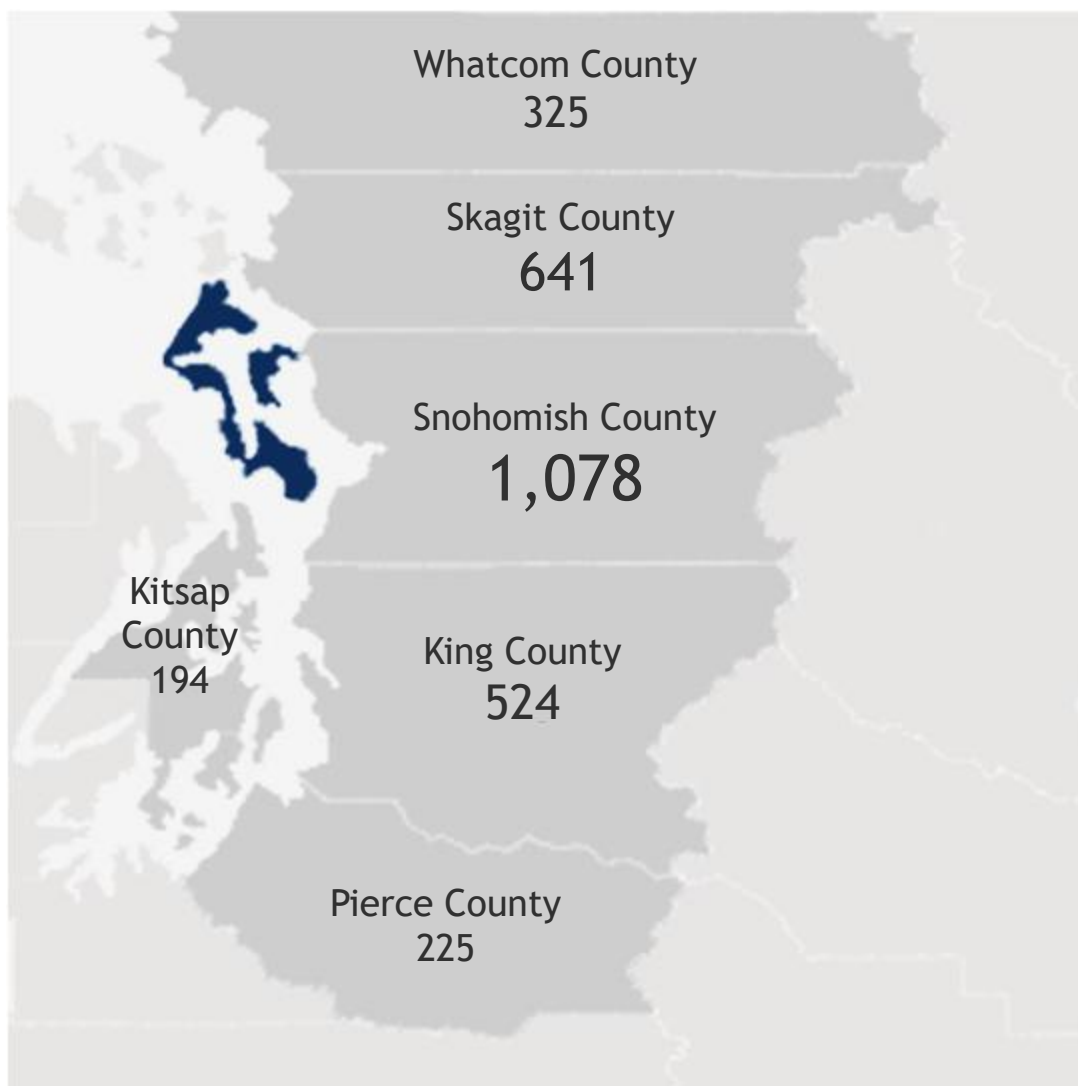 Whatcom County
325
Skagit County
641
Snohomish County
1,078
Kitsap
County
194
King County
524
Pierce County
225